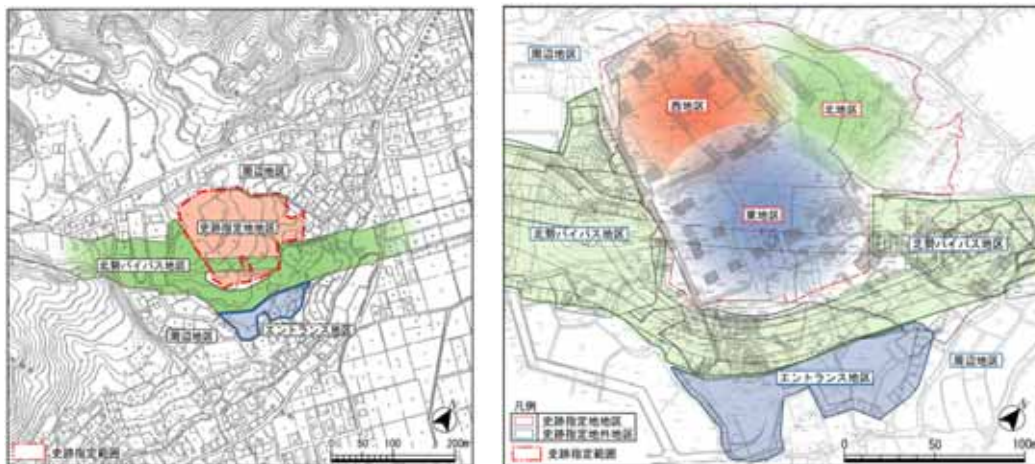 周辺地区
史跡指定地地区
北勢バイパス地区
エントランス地区
周辺地区
史跡指定範囲
0 50 100 200m
周辺地区
西地区
北地区
東地区
北勢バイパス地区
北勢バイパス地区
エントランス地区
周辺地区
凡例
史跡指定地地区
史跡指定地外地区
史跡指定範囲
0 50 100m